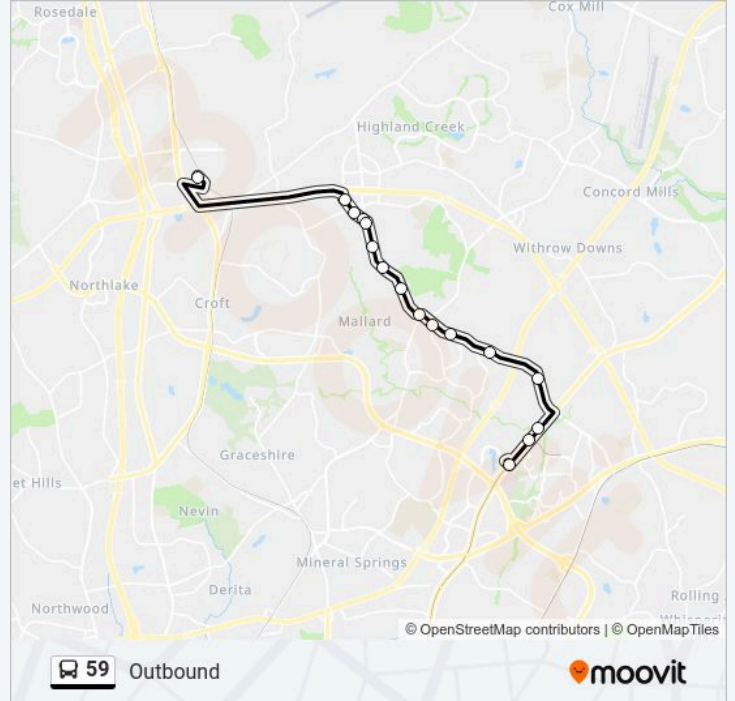 Rosedale
Cox Mill
Highland Creek
Concord Mills
Withrow Downs
Northlake
Croft
Mallard
Graceshire
et Hills
Nevin
Mineral Springs
Derita
Rolling
Northwood
© OpenStreetMap contributors | © OpenMapTiles
59 Outbound
moovit